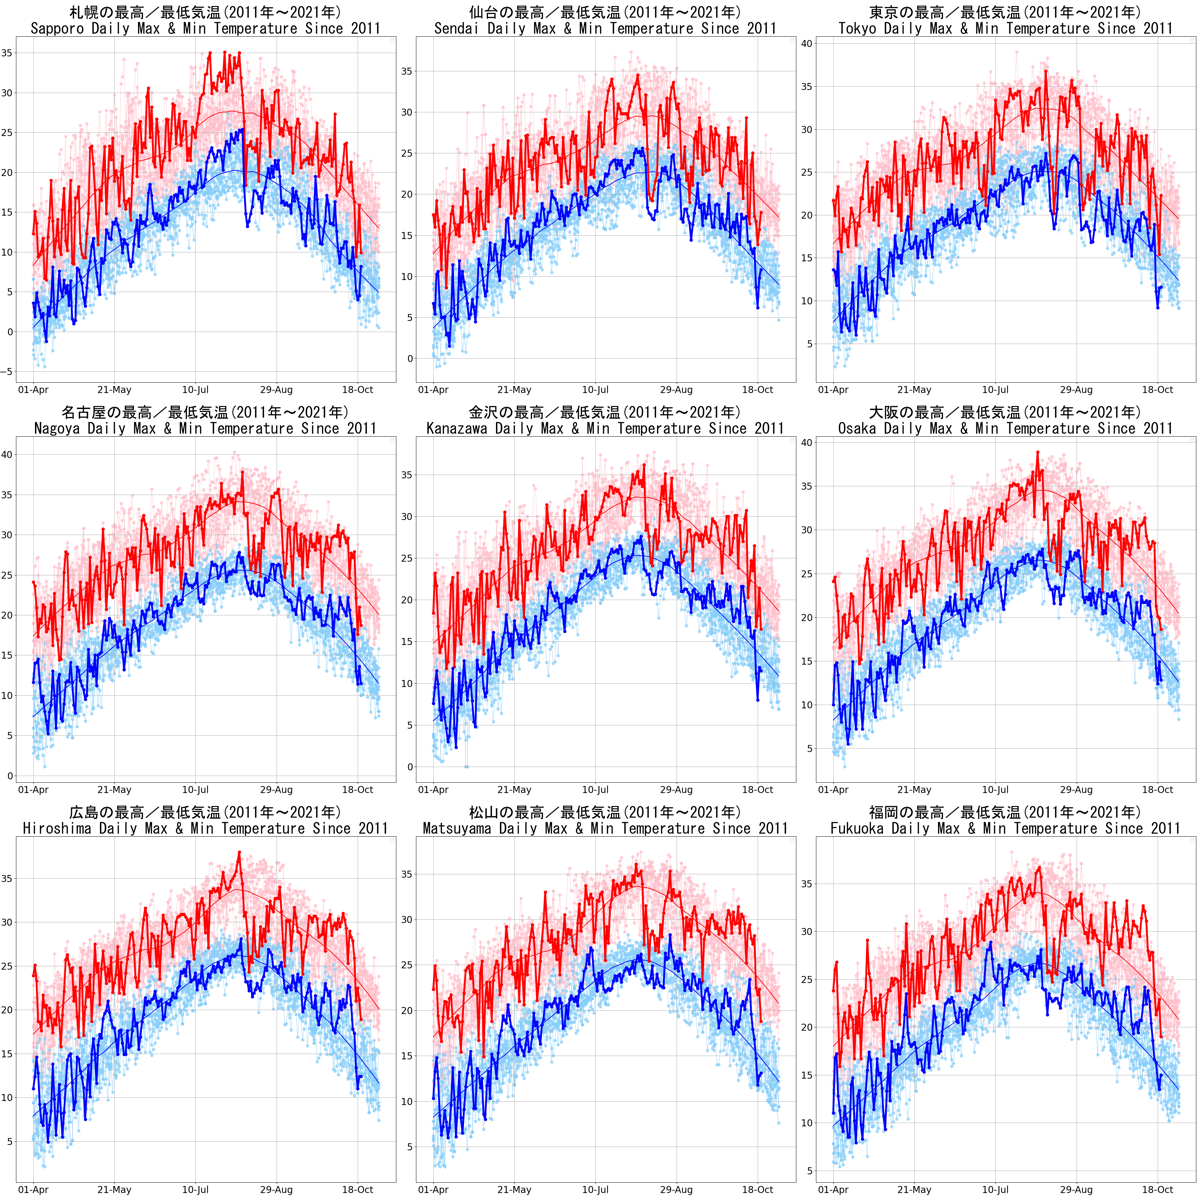 札幌の最高／最低気温(2011年～2021年)
Sapporo Daily Max & Min Temperature Since 2011
35
30
25
20
15
10
5
0
−5
01-Apr 21-May 10-Jul 29-Aug 18-Oct
仙台の最高／最低気温(2011年～2021年)
Sendai Daily Max & Min Temperature Since 2011
35
30
25
20
15
10
5
0
01-Apr 21-May 10-Jul 29-Aug 18-Oct
東京の最高／最低気温(2011年～2021年)
Tokyo Daily Max & Min Temperature Since 2011
40
35
30
25
20
15
10
5
01-Apr 21-May 10-Jul 29-Aug 18-Oct
名古屋の最高／最低気温(2011年～2021年)
Nagoya Daily Max & Min Temperature Since 2011
40
35
30
25
20
15
10
5
0
01-Apr 21-May 10-Jul 29-Aug 18-Oct
金沢の最高／最低気温(2011年～2021年)
Kanazawa Daily Max & Min Temperature Since 2011
35
30
25
20
15
10
5
0
01-Apr 21-May 10-Jul 29-Aug 18-Oct
大阪の最高／最低気温(2011年～2021年)
Osaka Daily Max & Min Temperature Since 2011
40
35
30
25
20
15
10
5
01-Apr 21-May 10-Jul 29-Aug 18-Oct
広島の最高／最低気温(2011年～2021年)
Hiroshima Daily Max & Min Temperature Since 2011
35
30
25
20
15
10
5
01-Apr 21-May 10-Jul 29-Aug 18-Oct
松山の最高／最低気温(2011年～2021年)
Matsuyama Daily Max & Min Temperature Since 2011
35
30
25
20
15
10
5
01-Apr 21-May 10-Jul 29-Aug 18-Oct
福岡の最高／最低気温(2011年～2021年)
Fukuoka Daily Max & Min Temperature Since 2011
35
30
25
20
15
10
5
01-Apr 21-May 10-Jul 29-Aug 18-Oct